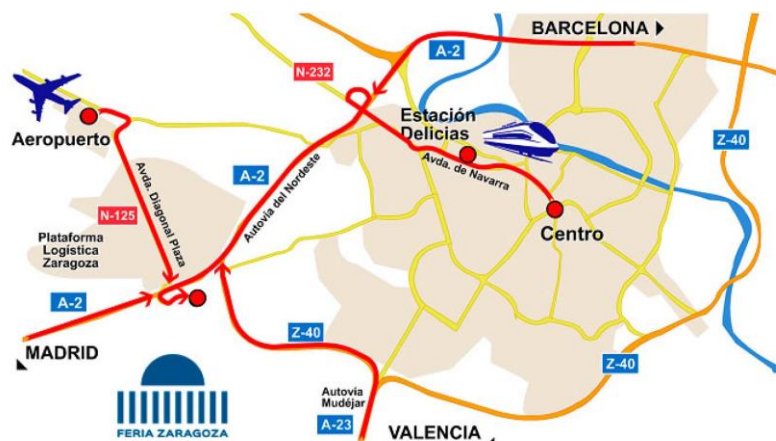 BARCELONA
A-2
N-232
Estación
Delicias
Aeropuerto
Z-40
A-2
Autovía del Nordeste
Avda. de Navarra
Avda. Diagonal Plaza
N-125
Centro
Plataforma
Logística
Zaragoza
A-2
MADRID
Z-40
Z-40
Autovía
Mudéjar
A-23
VALENCIA
FERIA ZARAGOZA